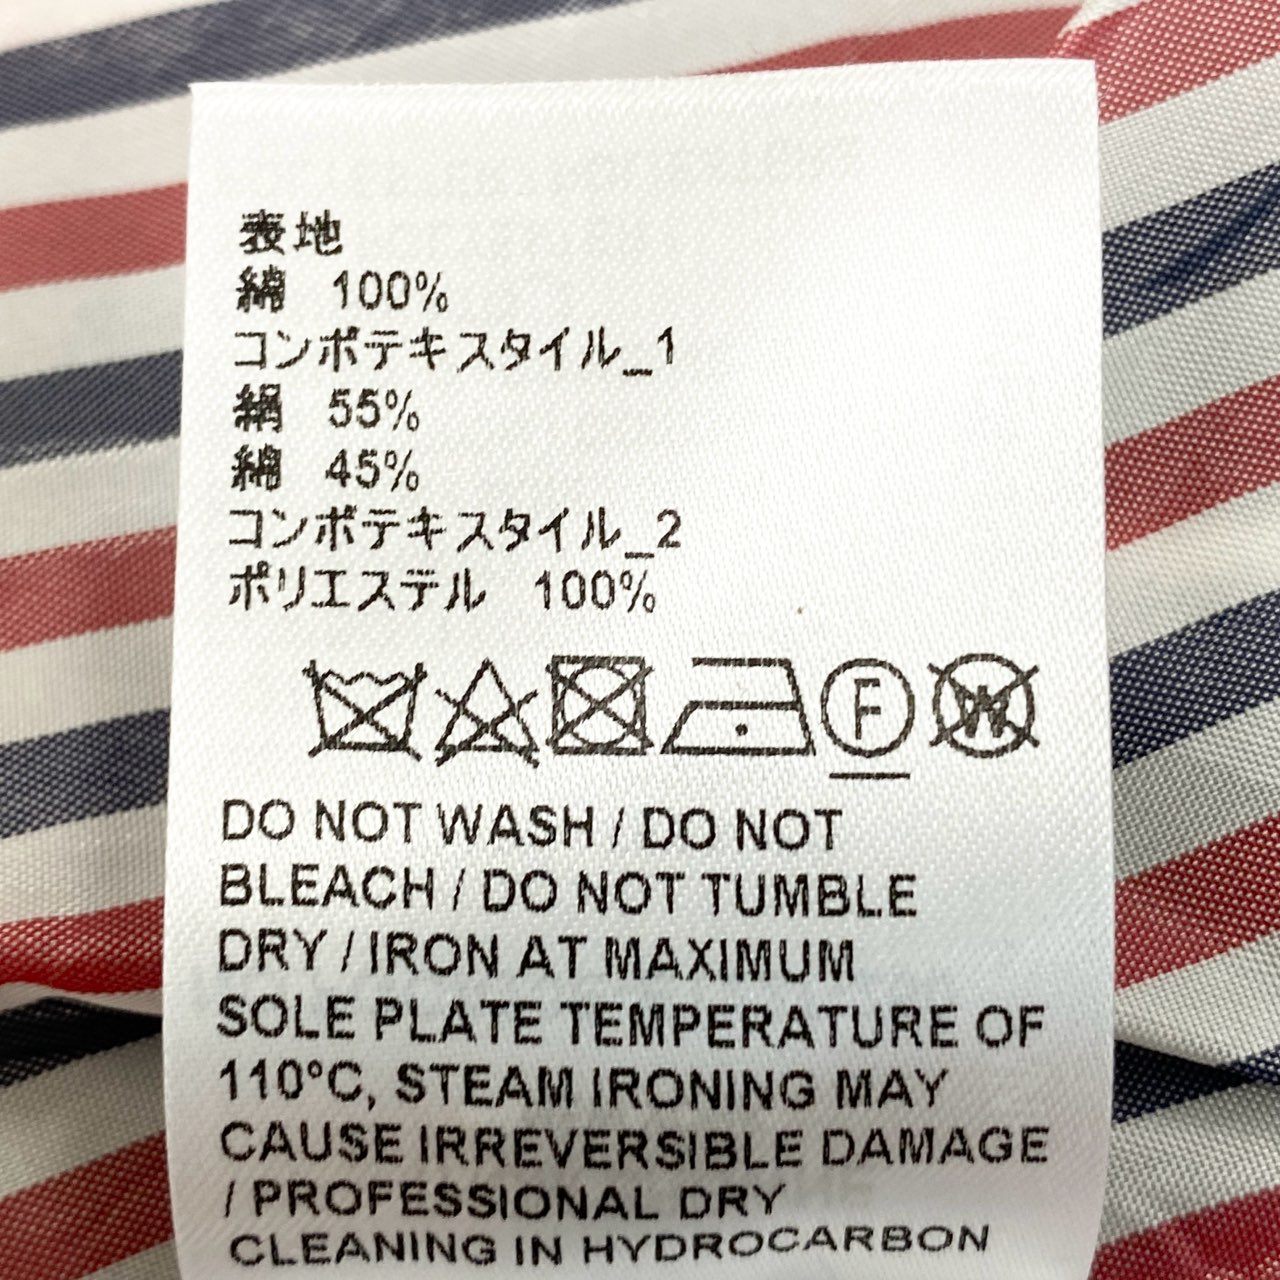 表地
綿 100%
コンポテキスタイル_1
絹 55%
綿 45%
コンポテキスタイル_2
ポリエステル 100%
F W
DO NOT WASH / DO NOT
BLEACH / DO NOT TUMBLE
DRY / IRON AT MAXIMUM
SOLE PLATE TEMPERATURE OF
110°C, STEAM IRONING MAY
CAUSE IRREVERSIBLE DAMAGE
/ PROFESSIONAL DRY
CLEANING IN HYDROCARBON